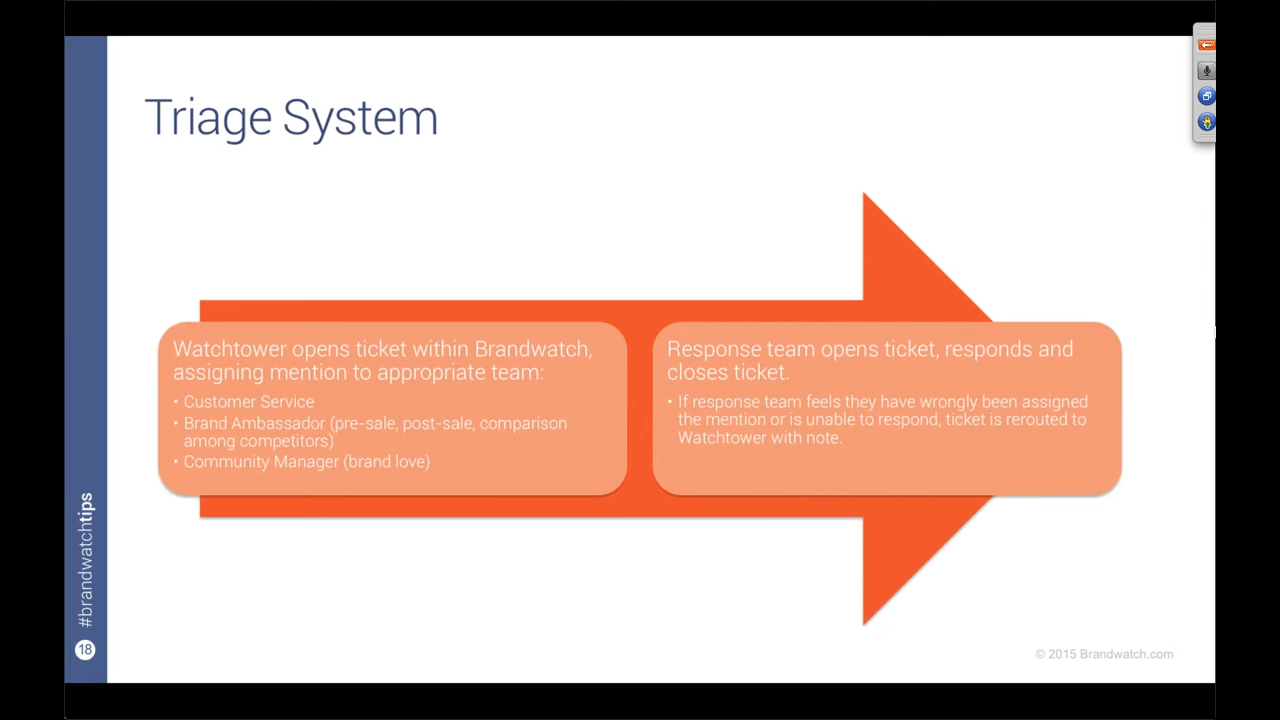 Triage System
Watchtower opens ticket within Brandwatch,
assigning mention to appropriate team:
• Customer Service
• Brand Ambassador (pre-sale, post-sale, comparison
among competitors)
• Community Manager (brand love)
Response team opens ticket, responds and
closes ticket.
• If response team feels they have wrongly been assigned
the mention or is unable to respond, ticket is rerouted to
Watchtower with note.
#brandwatchtips
18
© 2015 Brandwatch.com